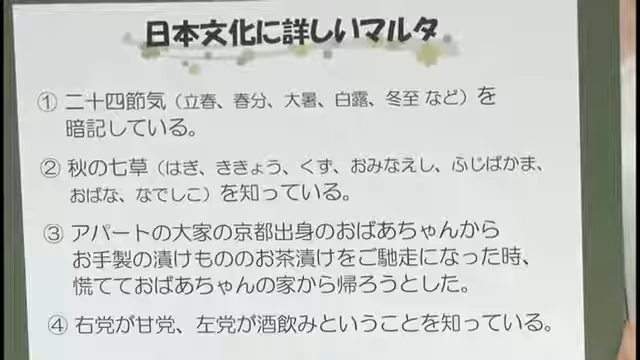 日本文化に詳しいマルタ
① 二十四節気（立春、春分、大暑、白露、冬至 など）を
暗記している。
② 秋の七草（はぎ、ききょう、くず、おみなえし、ふじばかま、
おばな、なでしこ）を知っている。
③ アパートの大家の京都出身のおばあちゃんから
お手製の漬けもののお茶漬けをご馳走になった時、
慌てておばあちゃんの家から帰ろうとした。
④ 右党が甘党、左党が酒飲みということを知っている。